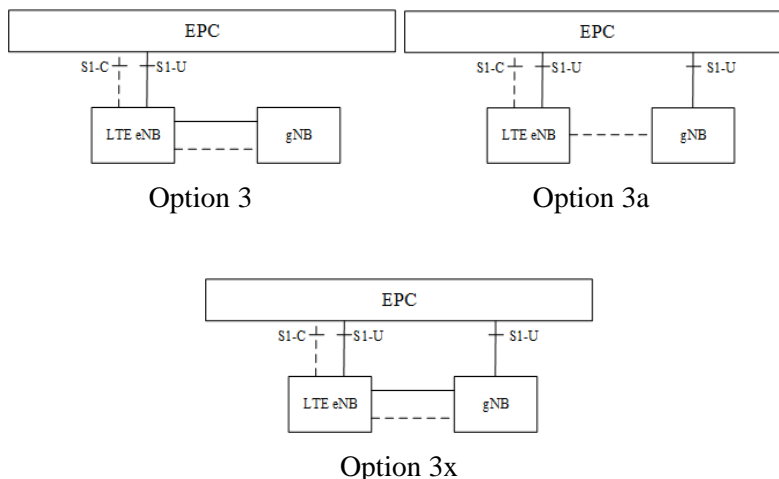 EPC
S1-C
S1-U
LTE eNB
gNB
Option 3
EPC
S1-C
S1-U
S1-U
LTE eNB
gNB
Option 3a
EPC
S1-C
S1-U
S1-U
LTE eNB
gNB
Option 3x